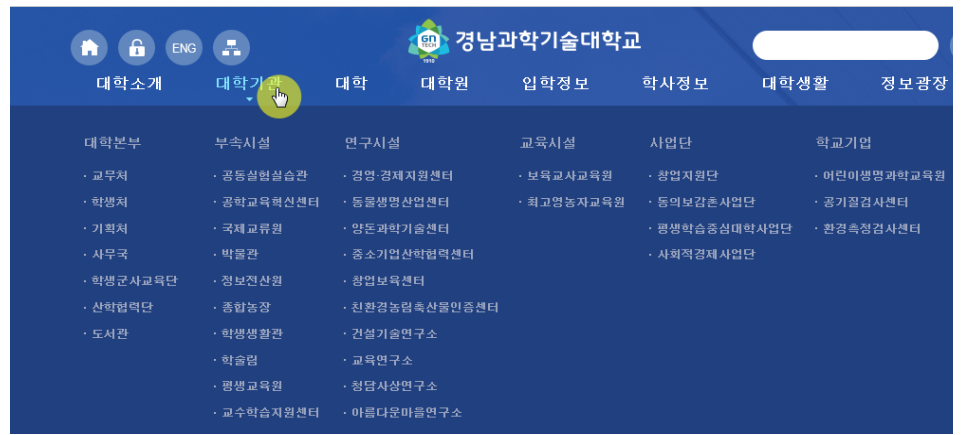 ENG
GN
TECH
1910
경남과학기술대학교
대학소개 대학기관 대학 대학원 입학정보 학사정보 대학생활 정보광장
대학본부 부속시설 연구시설 교육시설 사업단 학교기업
· 교무처 · 공동실험실습관 · 경영·경제지원센터 · 보육교사교육원 · 창업지원단 · 어린이생명과학교육원
· 학생처 · 공학교육혁신센터 · 동물생명산업센터 · 최고영농자교육원 · 동의보감촌사업단 · 공기질검사센터
· 기획처 · 국제교류원 · 양돈과학기술센터 · 평생학습중심대학사업단 · 환경측정검사센터
· 사무국 · 박물관 · 중소기업산학협력센터 · 사회적경제사업단
· 학생군사교육단 · 정보전산원 · 창업보육센터
· 산학협력단 · 종합농장 · 친환경농림축산물인증센터
· 도서관 · 학생생활관 · 건설기술연구소
· 학술림 · 교육연구소
· 평생교육원 · 청담사상연구소
· 교수학습지원센터 · 아름다운마을연구소